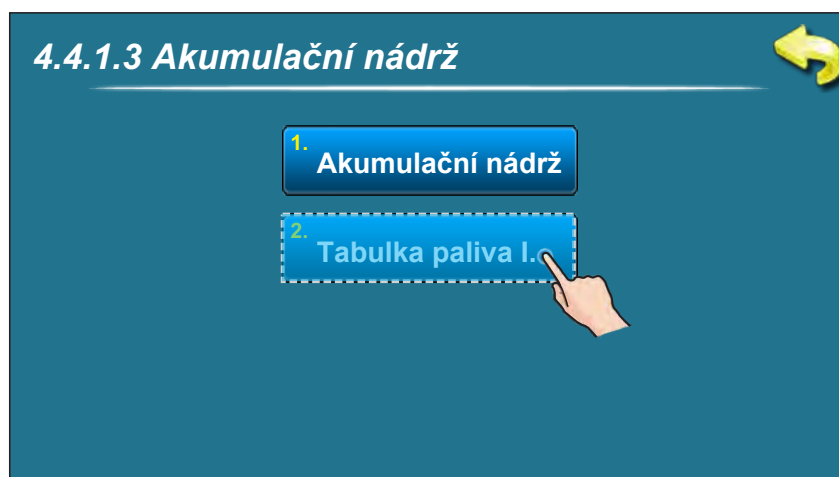 4.4.1.3 Akumulační nádrž
1.
Akumulační nádrž
2.
Tabulka paliva I.